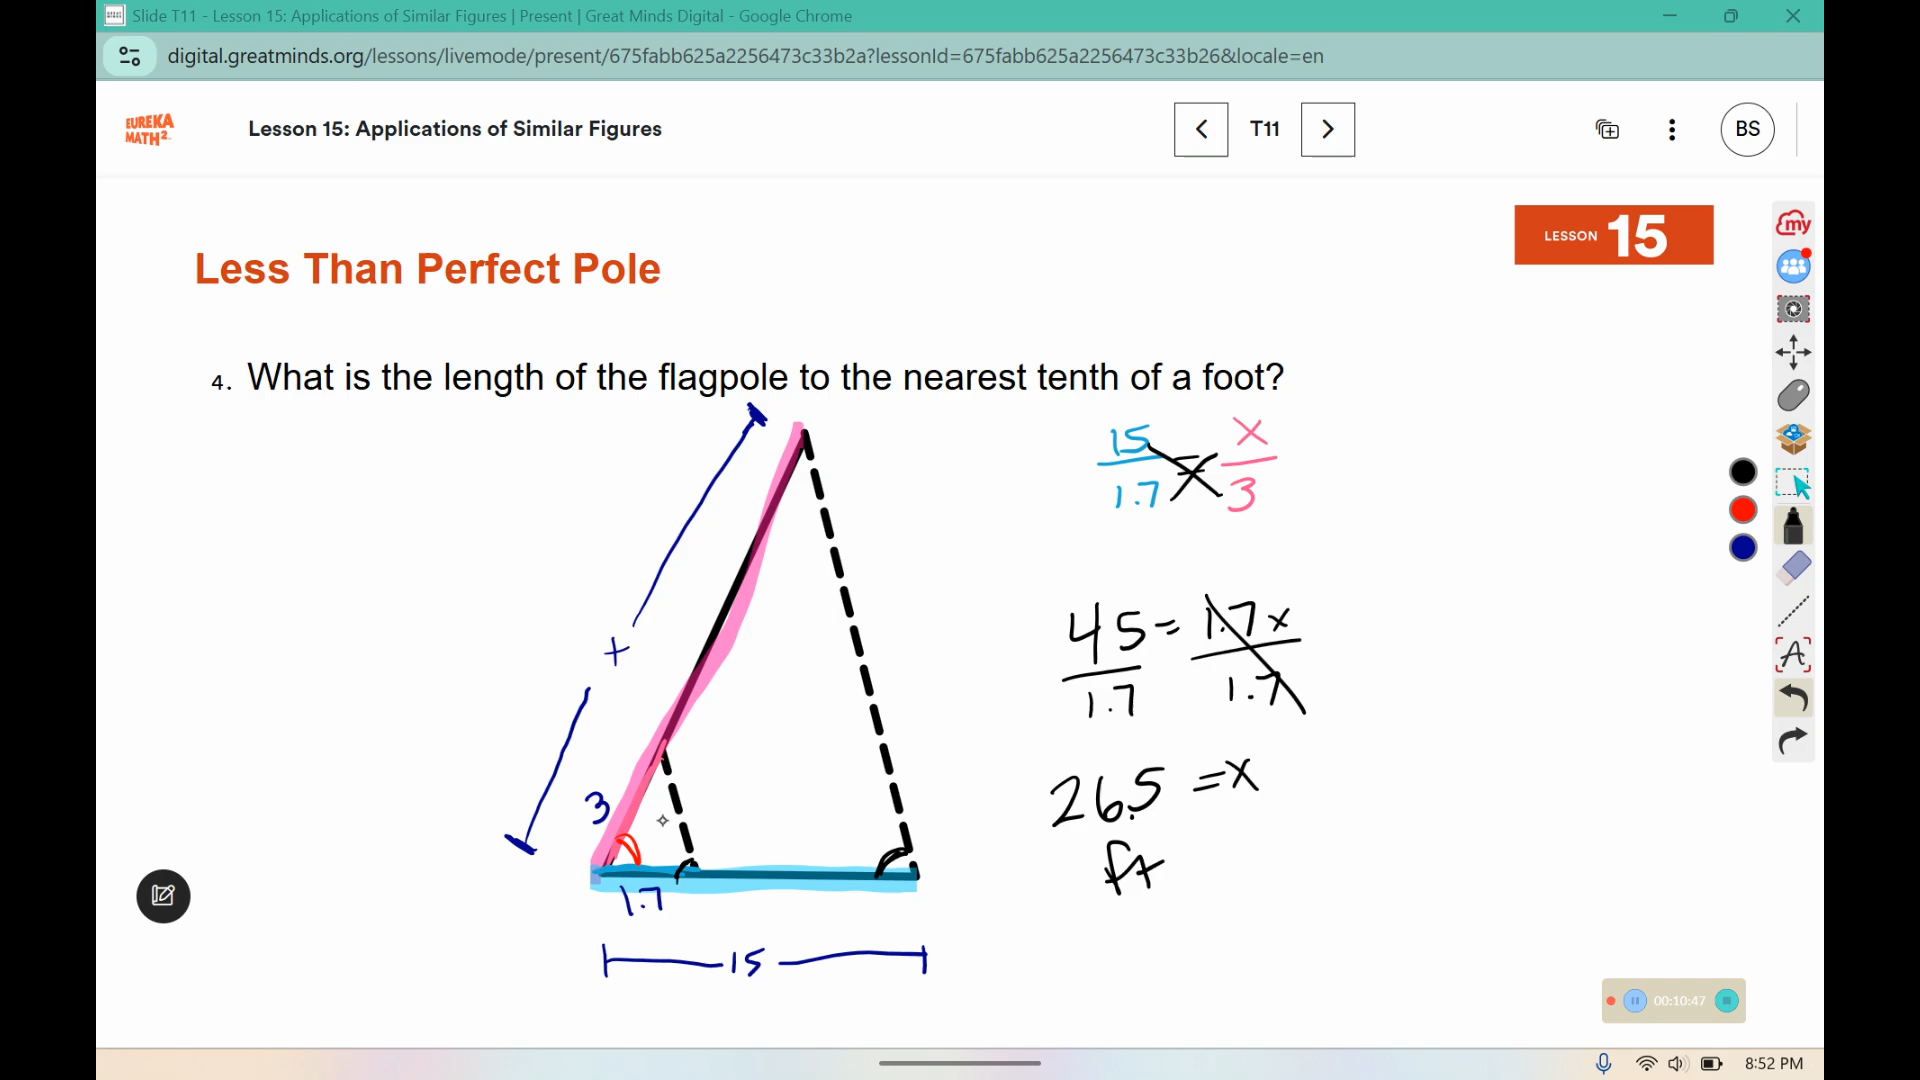 Slide T11 - Lesson 15: Applications of Similar Figures | Present | Great Minds Digital - Google Chrome
digital.greatminds.org/lessons/livemode/present/675fabb625a2256473c33b2a?lessonId=675fabb625a2256473c33b26&locale=en
EUREKA
MATH²
Lesson 15: Applications of Similar Figures
T11
BS
LESSON 15
my
Less Than Perfect Pole
4. What is the length of the flagpole to the nearest tenth of a foot?
15/1.7 = x/3
45/1.7 = 1.7x/1.7
26.5 = x
ft
x
3
1.7
15
A
00:10:47
8:52 PM